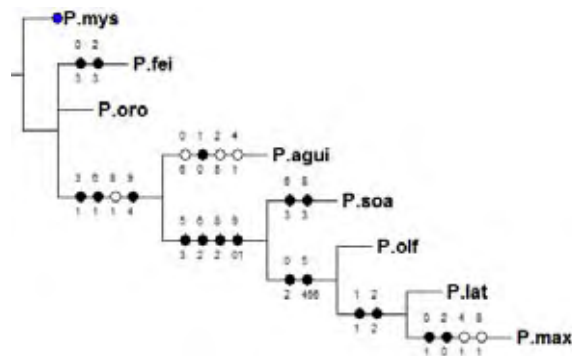 P.mys
0 2
P.fei
3 3
P.oro
0 1 2 4
P.agui
6 0 8 1
3 6 8 9
1 1 1 4
6 8
P.soa
3 3
5 6 8 9
3 2 2 01
P.olf
0 5
2 456
1 2
P.lat
1 2
0 2 4 8
P.max
1 0 1 1